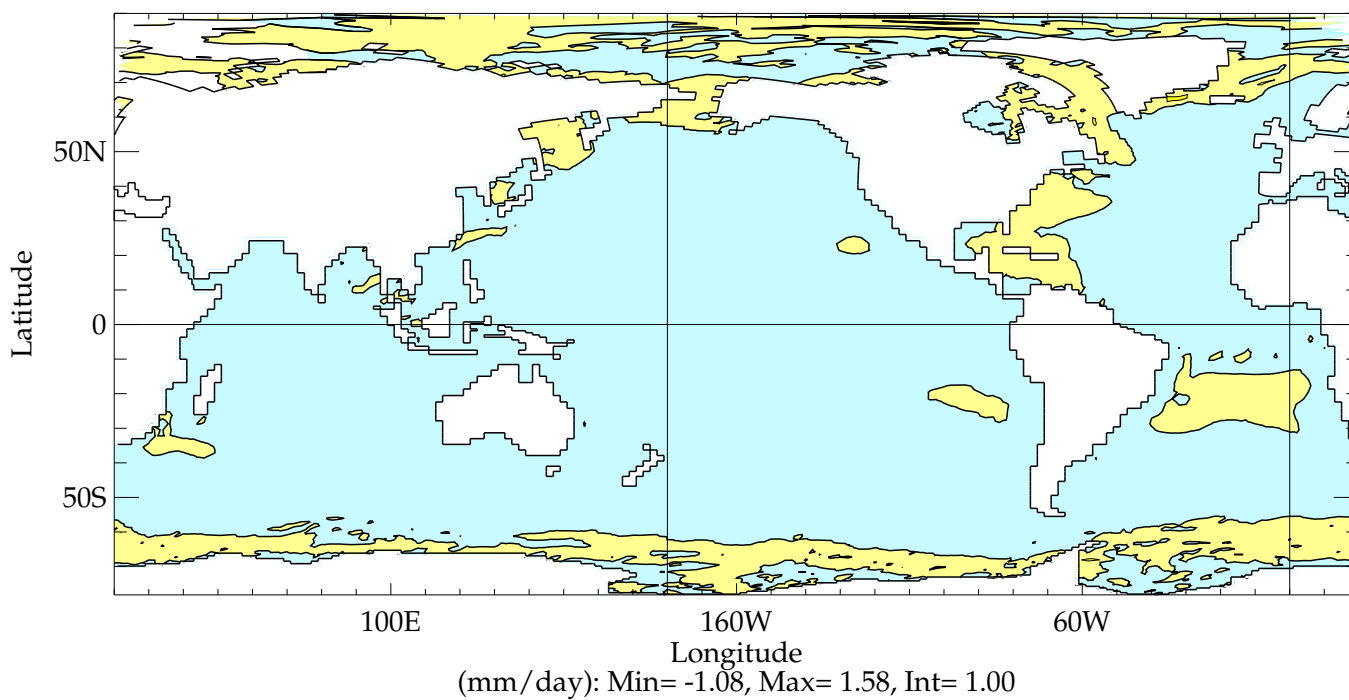 50N
0
50S
Latitude
100E
160W
60W
Longitude
(mm/day): Min= -1.08, Max= 1.58, Int= 1.00